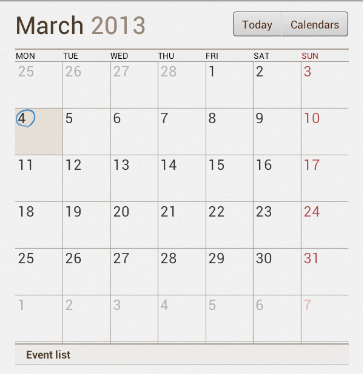 March 2013 Today Calendars
MON TUE WED THU FRI SAT SUN
25 26 27 28 1 2 3
4 5 6 7 8 9 10
11 12 13 14 15 16 17
18 19 20 21 22 23 24
25 26 27 28 29 30 31
1 2 3 4 5 6 7
Event list